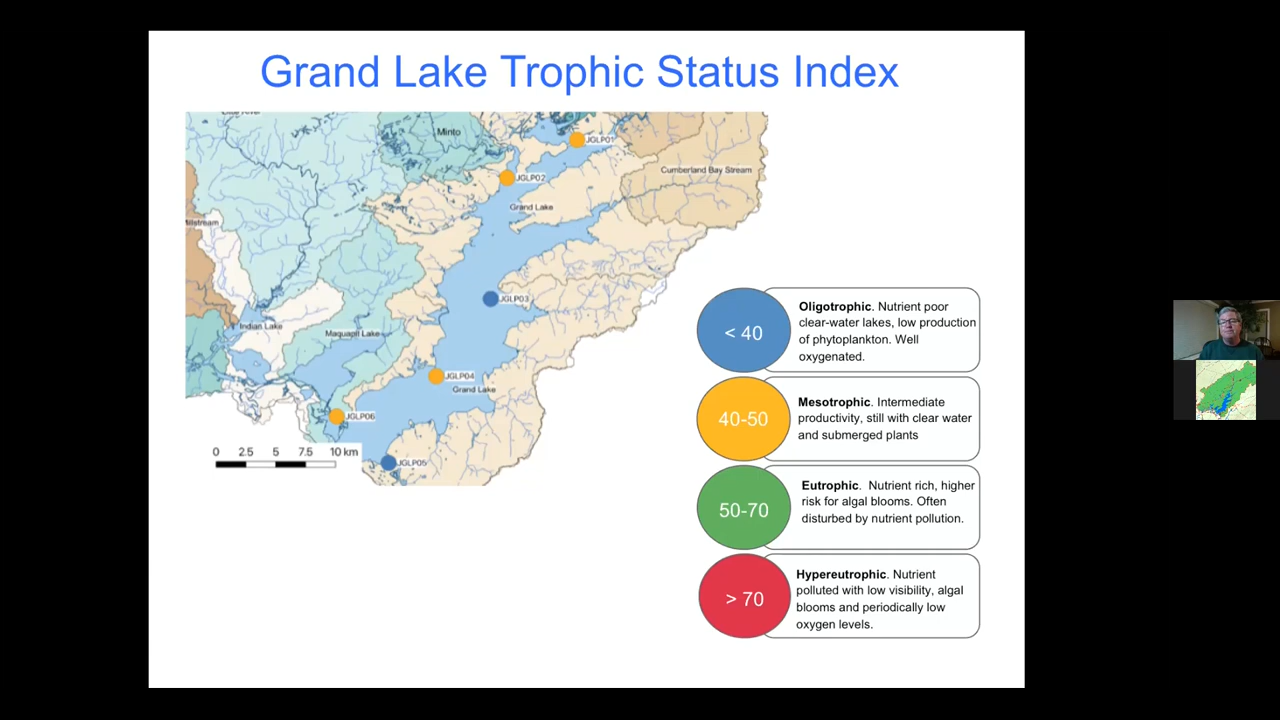 Grand Lake Trophic Status Index
Minto
JGLP01
JGLP02
Cumberland Bay Stream
Grand Lake
JGLP03
Indian Lake
Maquapit Lake
JGLP04
Grand Lake
JGLP06
JGLP05
0 2.5 5 7.5 10 km
< 40
Oligotrophic. Nutrient poor
clear-water lakes, low production
of phytoplankton. Well
oxygenated.
40-50
Mesotrophic. Intermediate
productivity, still with clear water
and submerged plants
50-70
Eutrophic. Nutrient rich, higher
risk for algal blooms. Often
disturbed by nutrient pollution.
> 70
Hypereutrophic. Nutrient
polluted with low visibility, algal
blooms and periodically low
oxygen levels.